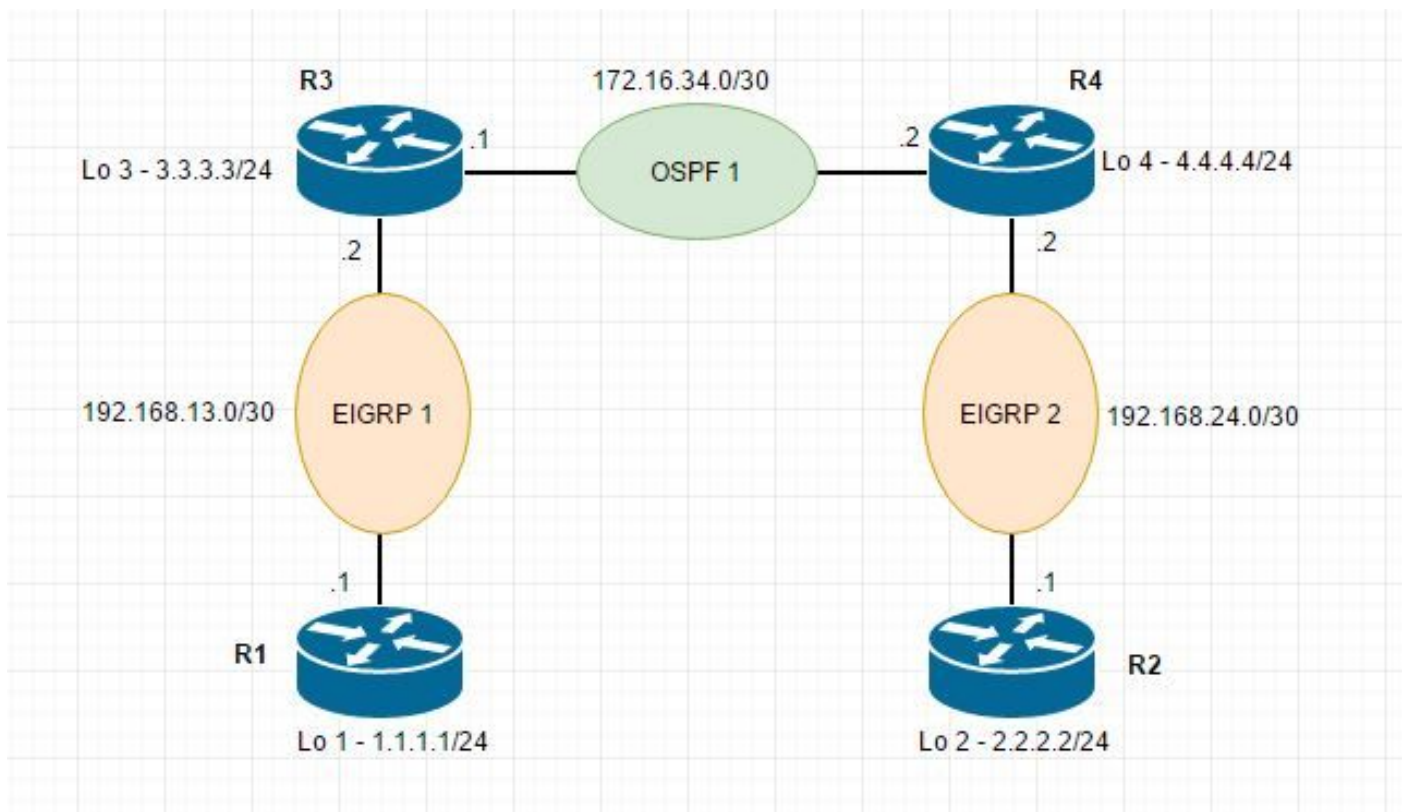 R3
172.16.34.0/30
R4
.1
.2
Lo 3 - 3.3.3.3/24
OSPF 1
Lo 4 - 4.4.4.4/24
.2
.2
192.168.13.0/30
EIGRP 1
EIGRP 2
192.168.24.0/30
.1
.1
R1
R2
Lo 1 - 1.1.1.1/24
Lo 2 - 2.2.2.2/24